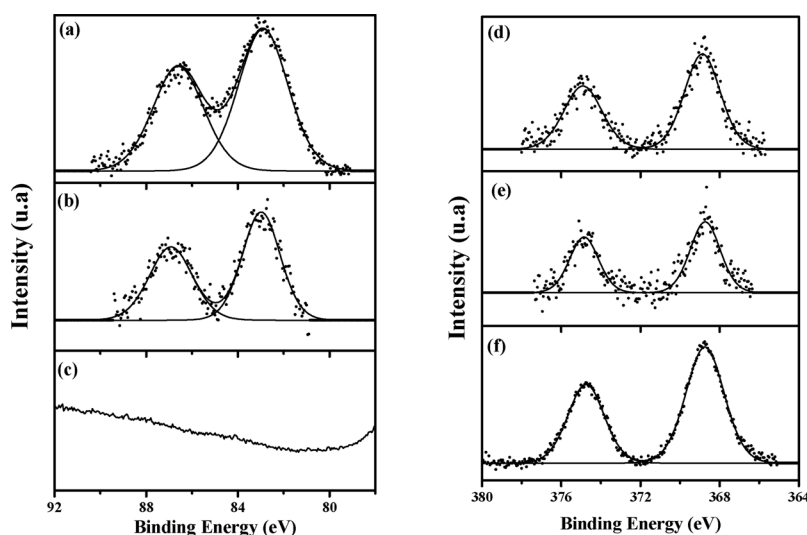 (a)
(b)
(c)
Intensity (u.a)
92 88 84 80
Binding Energy (eV)
(d)
(e)
(f)
Intensity (u.a)
380 376 372 368 364
Binding Energy (eV)